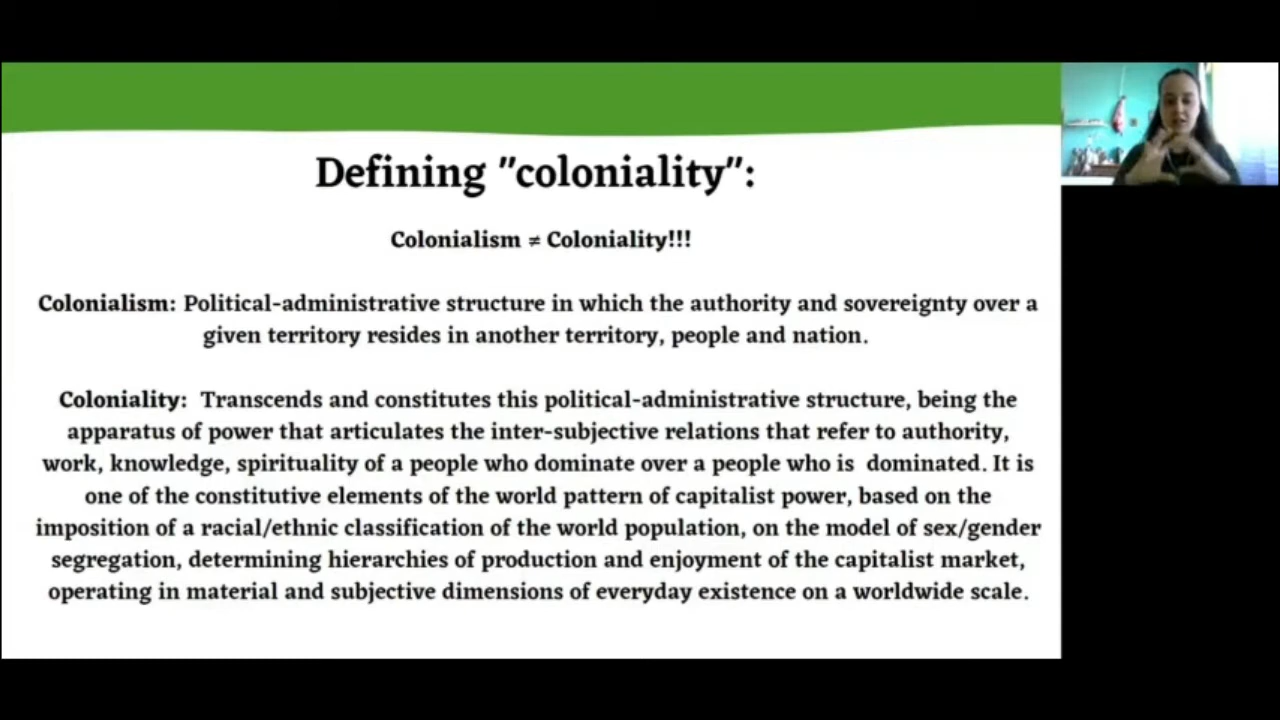 Defining "coloniality":
Colonialism ≠ Coloniality!!!
Colonialism: Political-administrative structure in which the authority and sovereignty over a
given territory resides in another territory, people and nation.
Coloniality: Transcends and constitutes this political-administrative structure, being the
apparatus of power that articulates the inter-subjective relations that refer to authority,
work, knowledge, spirituality of a people who dominate over a people who is dominated. It is
one of the constitutive elements of the world pattern of capitalist power, based on the
imposition of a racial/ethnic classification of the world population, on the model of sex/gender
segregation, determining hierarchies of production and enjoyment of the capitalist market,
operating in material and subjective dimensions of everyday existence on a worldwide scale.